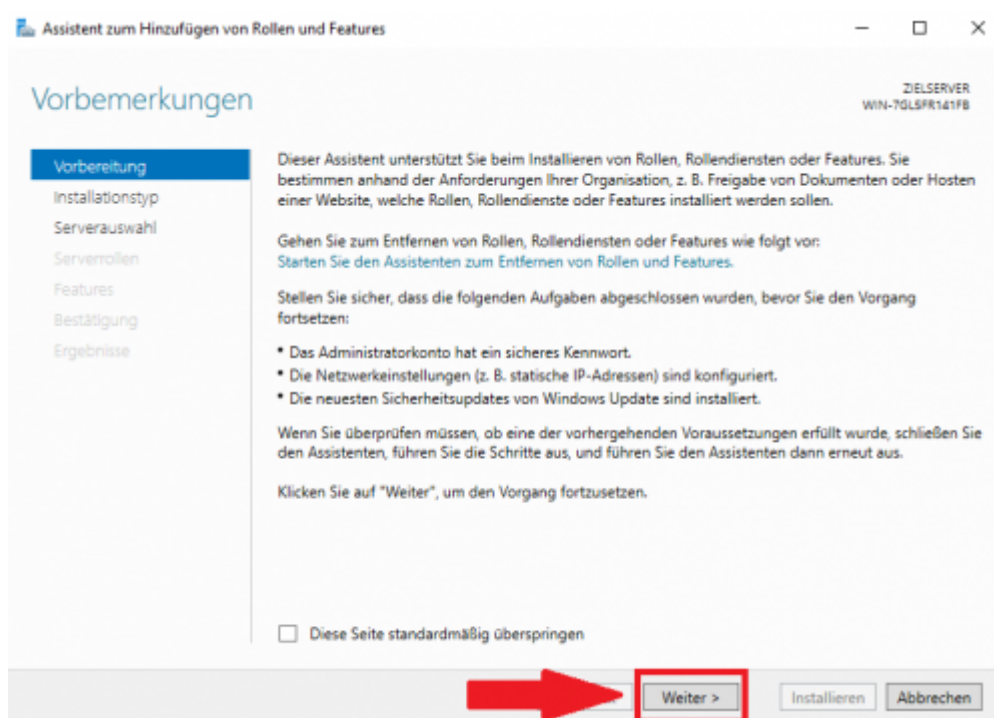 Assistent zum Hinzufügen von Rollen und Features
Vorbemerkungen
ZIELSERVER
WIN-7GLSFR141FB
Vorbereitung
Installationstyp
Serverauswahl
Serverrollen
Features
Bestätigung
Ergebnisse
Dieser Assistent unterstützt Sie beim Installieren von Rollen, Rollendiensten oder Features. Sie
bestimmen anhand der Anforderungen Ihrer Organisation, z. B. Freigabe von Dokumenten oder Hosten
einer Website, welche Rollen, Rollendienste oder Features installiert werden sollen.
Gehen Sie zum Entfernen von Rollen, Rollendiensten oder Features wie folgt vor:
Starten Sie den Assistenten zum Entfernen von Rollen und Features.
Stellen Sie sicher, dass die folgenden Aufgaben abgeschlossen wurden, bevor Sie den Vorgang
fortsetzen:
• Das Administratorkonto hat ein sicheres Kennwort.
• Die Netzwerkeinstellungen (z. B. statische IP-Adressen) sind konfiguriert.
• Die neuesten Sicherheitsupdates von Windows Update sind installiert.
Wenn Sie überprüfen müssen, ob eine der vorhergehenden Voraussetzungen erfüllt wurde, schließen Sie
den Assistenten, führen Sie die Schritte aus, und führen Sie den Assistenten dann erneut aus.
Klicken Sie auf "Weiter", um den Vorgang fortzusetzen.
Diese Seite standardmäßig überspringen
Weiter > Installieren Abbrechen